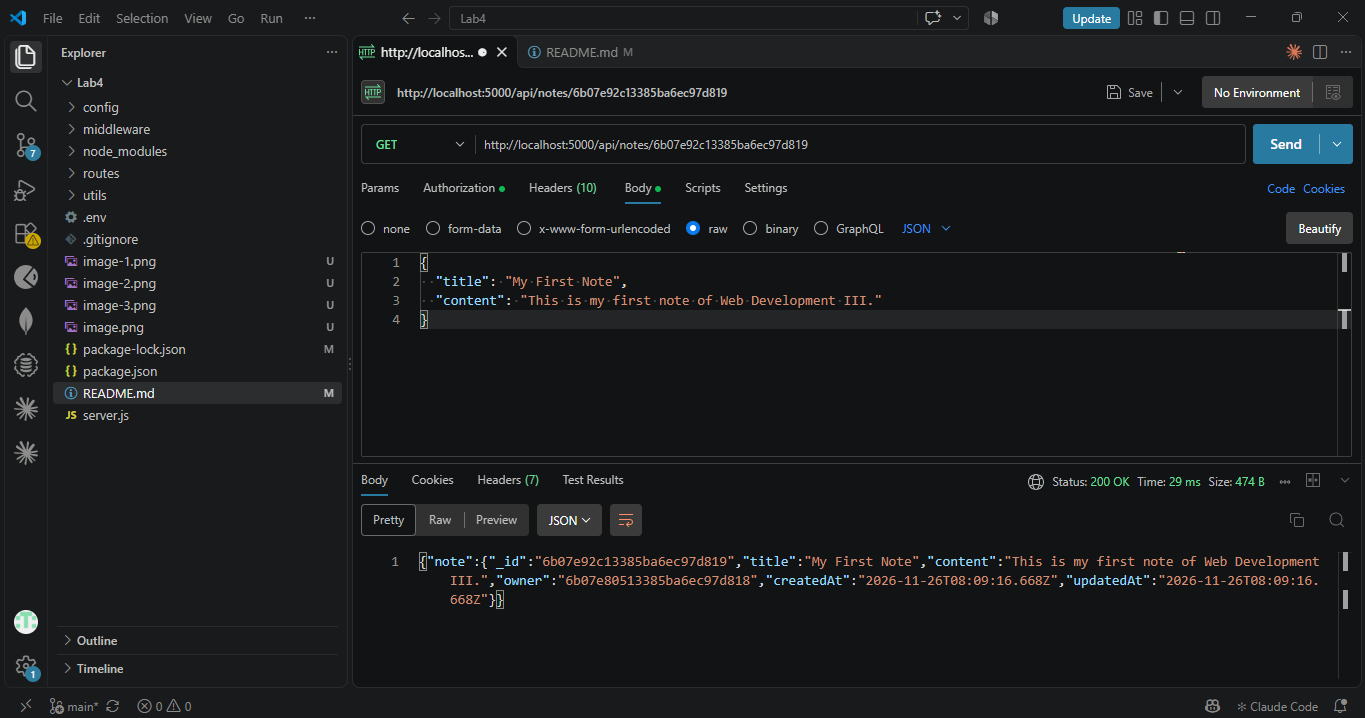 File Edit Selection View Go Run ··· Lab4 Update
Explorer ···
Lab4
config
middleware
node_modules
routes
utils
.env
.gitignore
image-1.png U
image-2.png U
image-3.png U
image.png U
{} package-lock.json M
{} package.json
README.md M
JS server.js
Outline
Timeline
7
1
HTTP http://localhos... README.md M ···
HTTP http://localhost:5000/api/notes/6b07e92c13385ba6ec97d819 Save No Environment
GET http://localhost:5000/api/notes/6b07e92c13385ba6ec97d819 Send
Params Authorization Headers (10) Body Scripts Settings Code Cookies
none form-data x-www-form-urlencoded raw binary GraphQL JSON Beautify
1 {
2 "title": "My First Note",
3 "content": "This is my first note of Web Development III."
4 }
Body Cookies Headers (7) Test Results Status: 200 OK Time: 29 ms Size: 474 B ···
Pretty Raw Preview JSON
1 {"note":{"_id":"6b07e92c13385ba6ec97d819","title":"My First Note","content":"This is my first note of Web Development
III.","owner":"6b07e80513385ba6ec97d818","createdAt":"2026-11-26T08:09:16.668Z","updatedAt":"2026-11-26T08:09:16.
668Z"}}
main* 0 0 Claude Code